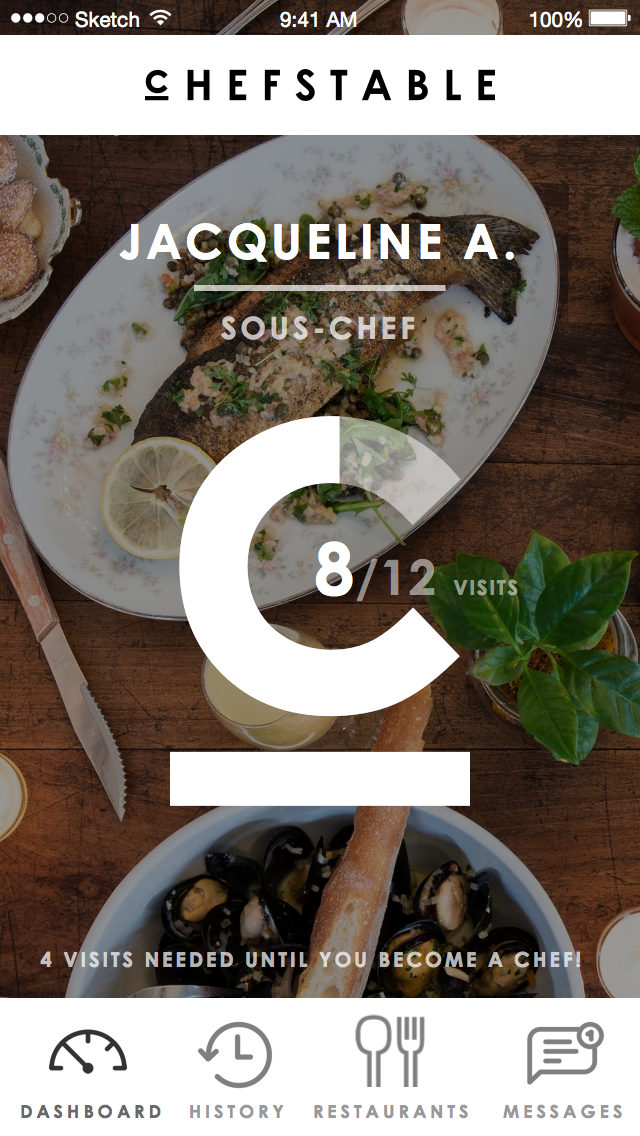 Sketch 9:41 AM 100%
CHEFSTABLE
JACQUELINE A.
SOUS-CHEF
8/12 VISITS
4 VISITS NEEDED UNTIL YOU BECOME A CHEF!
1
DASHBOARD HISTORY RESTAURANTS MESSAGES